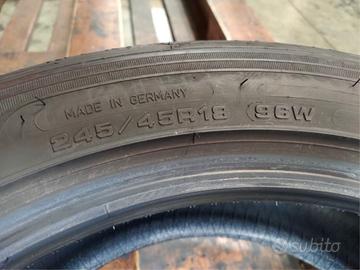 MADE IN GERMANY
245/45R18 96W
subito